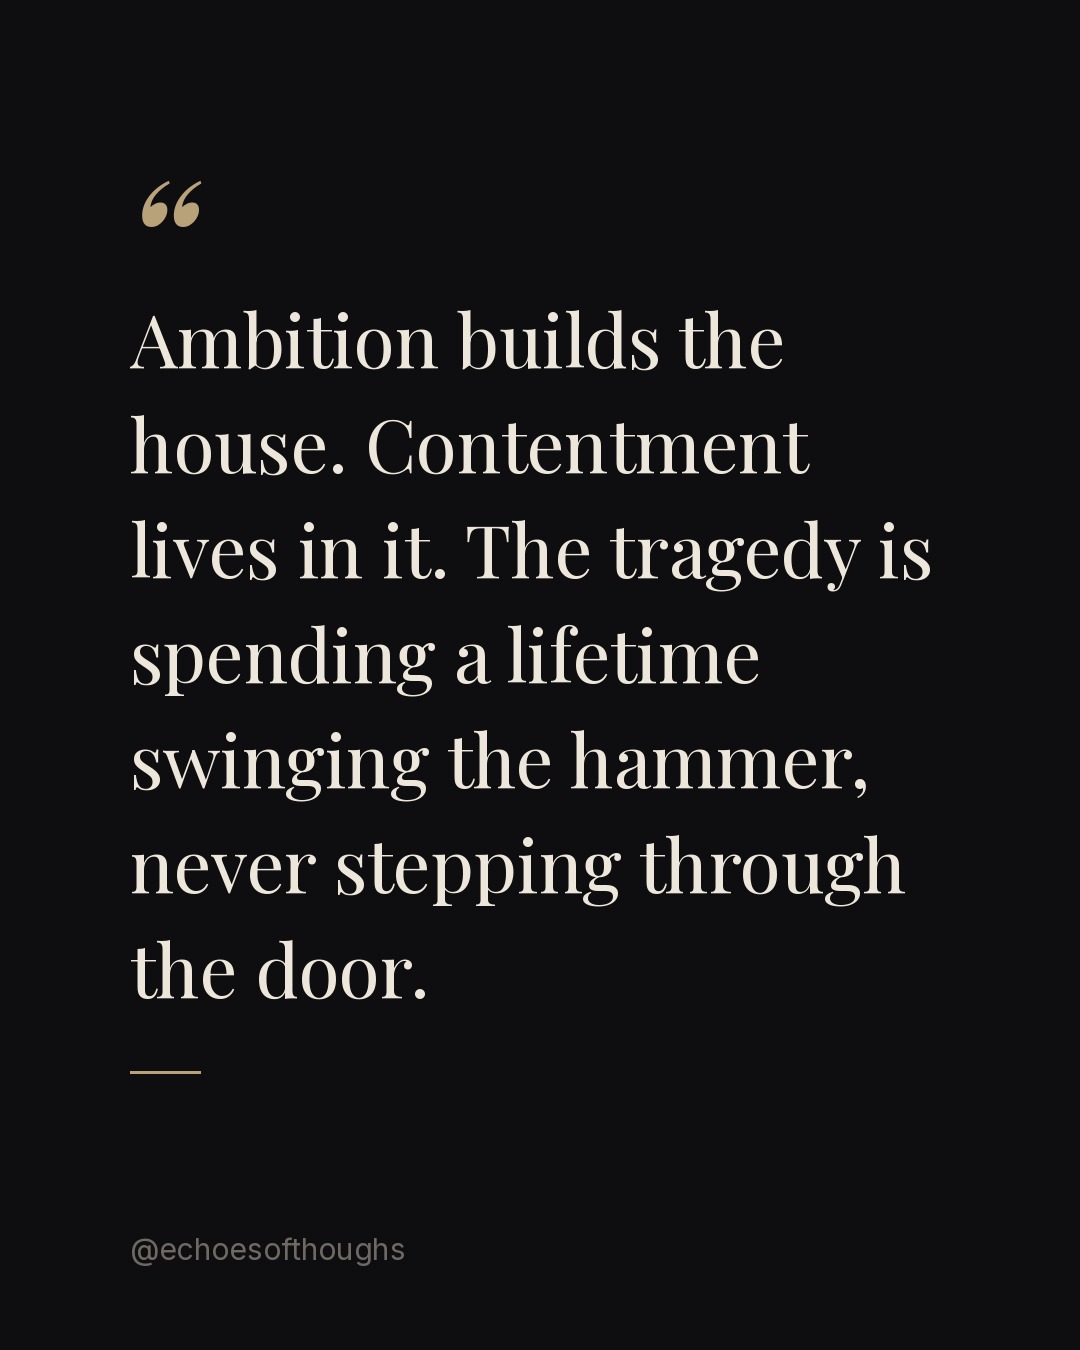 “
Ambition builds the
house. Contentment
lives in it. The tragedy is
spending a lifetime
swinging the hammer,
never stepping through
the door.
@echoesofthoughs